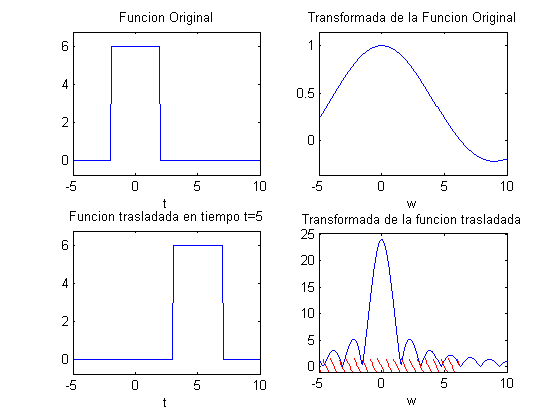 Funcion Original
6
4
2
0
-5 0 5 10
t
Transformada de la Funcion Original
1
0.5
0
-5 0 5 10
w
Funcion trasladada en tiempo t=5
6
4
2
0
-5 0 5 10
t
Transformada de la funcion trasladada
25
20
15
10
5
0
-5 0 5 10
w